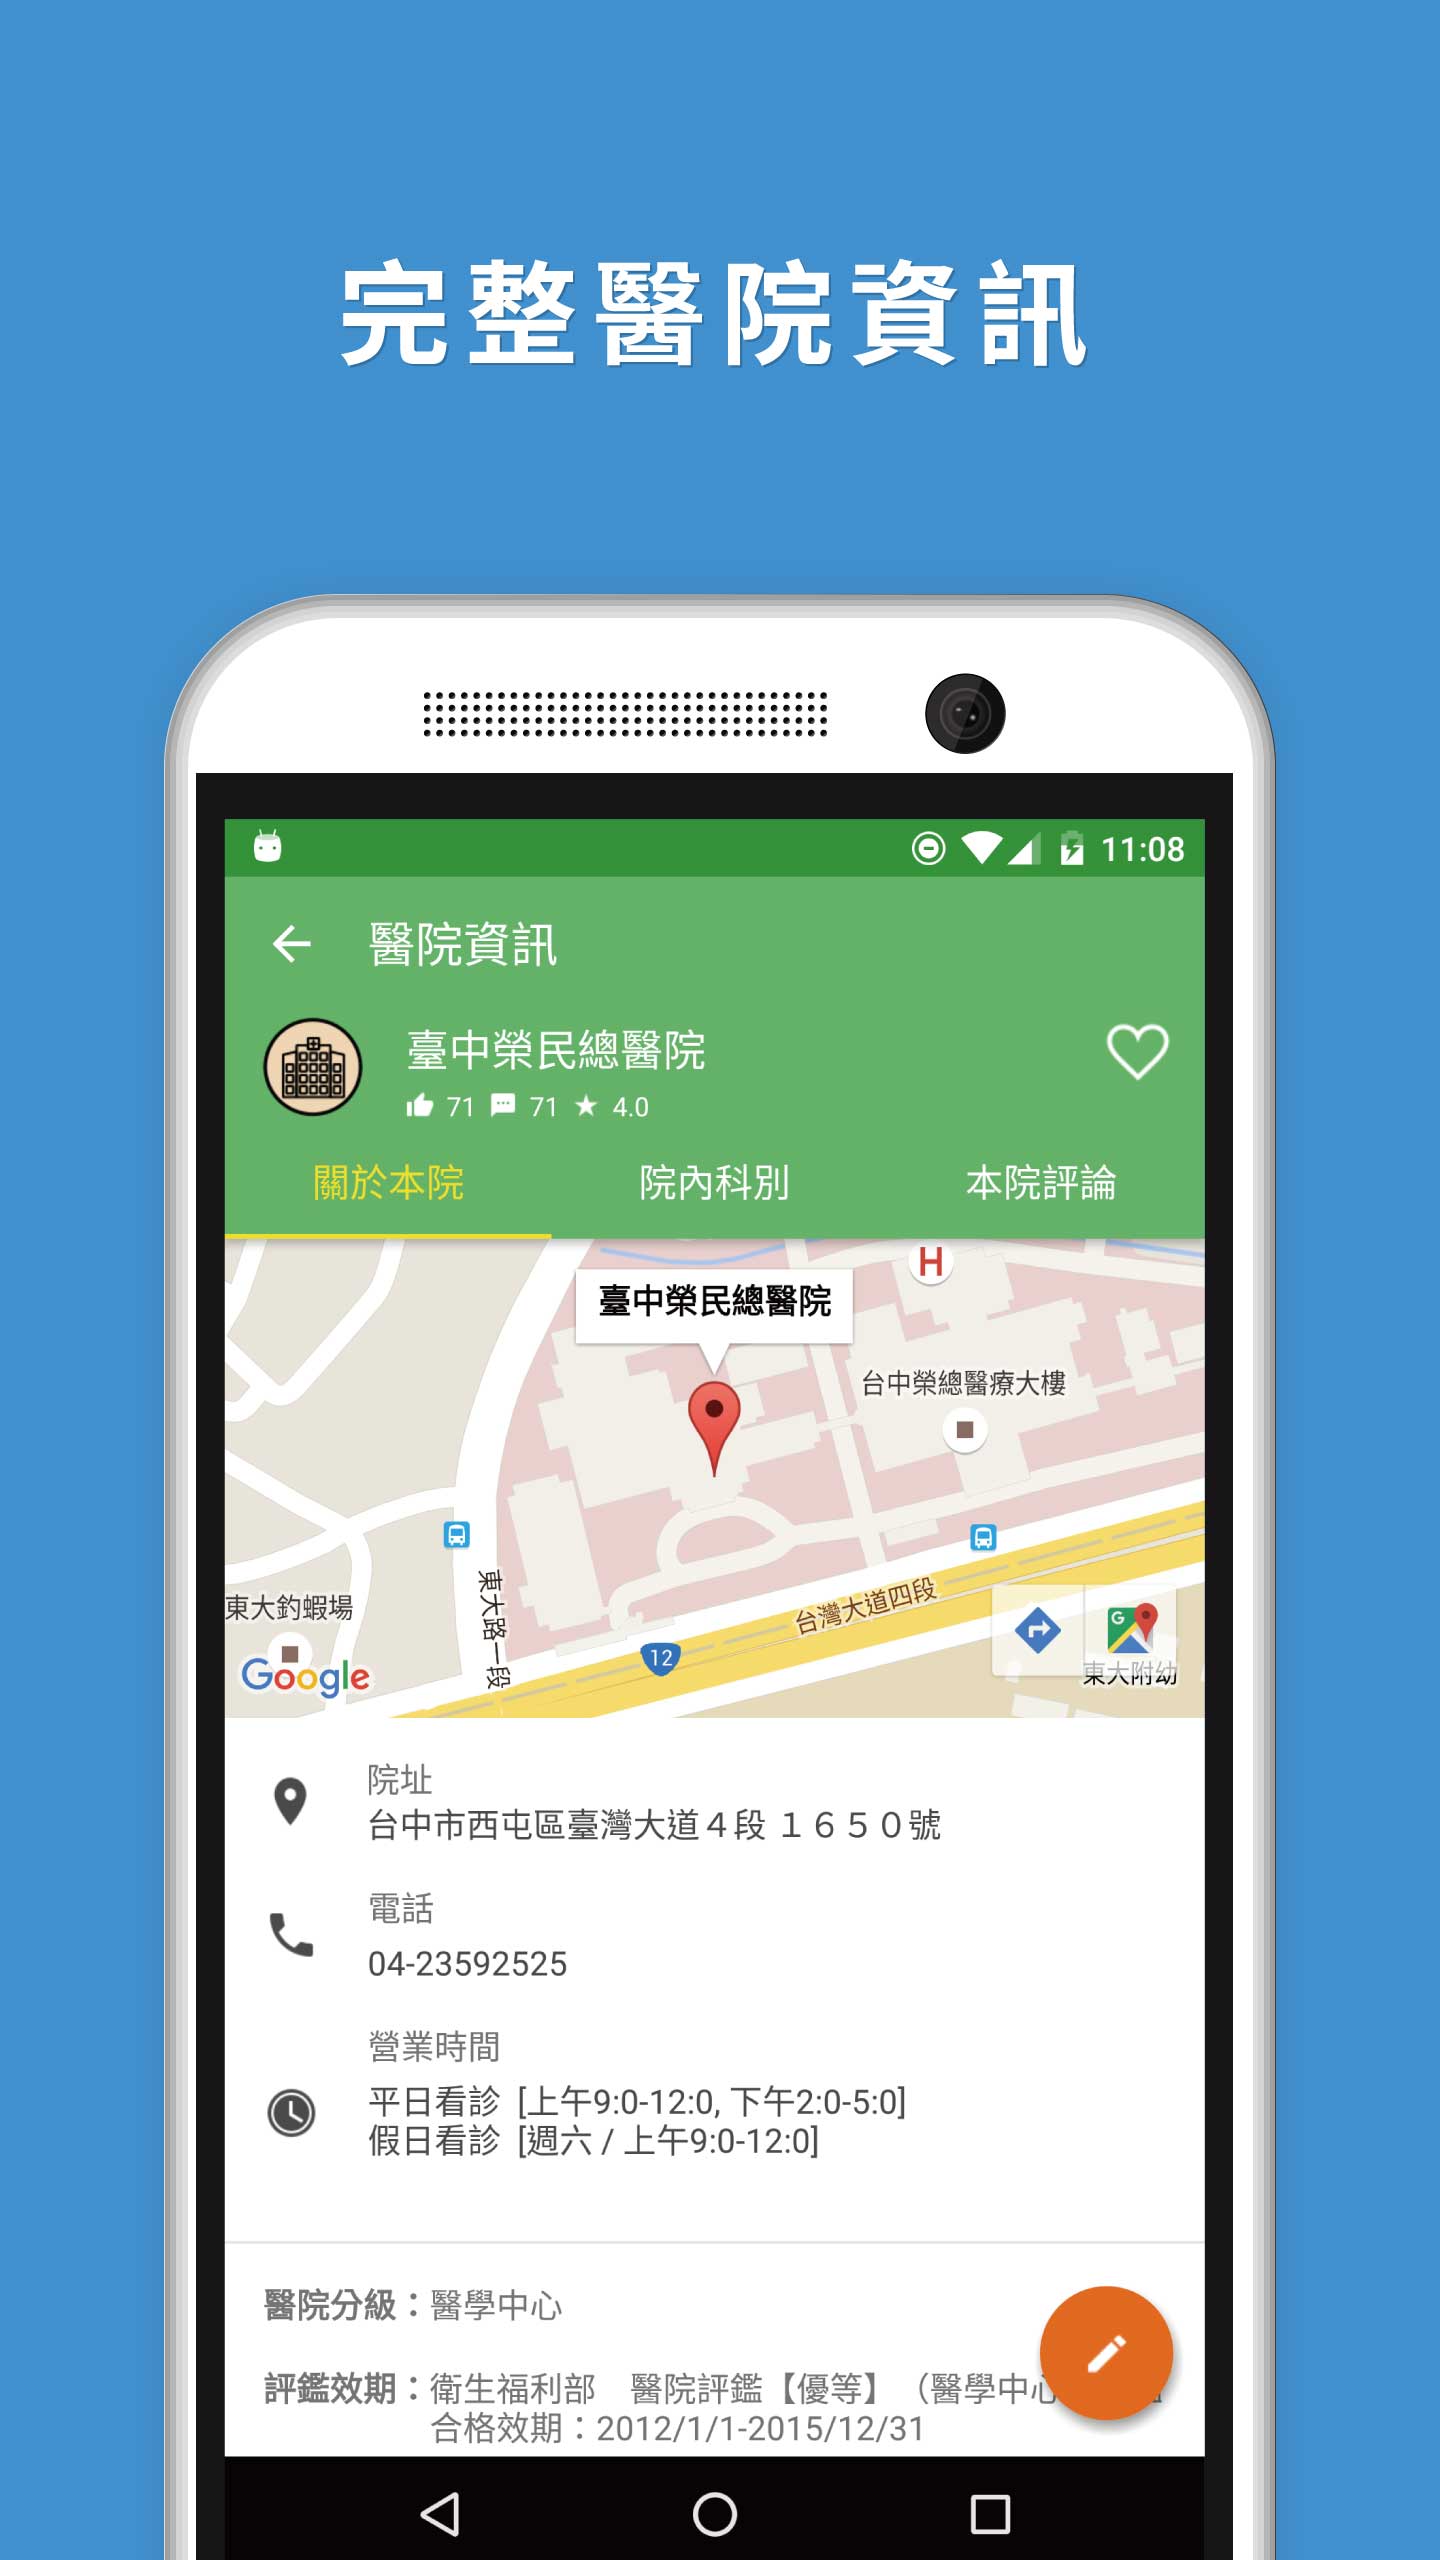 完整醫院資訊
11:08
醫院資訊
臺中榮民總醫院
71 71 4.0
關於本院 院內科別 本院評論
H
臺中榮民總醫院
台中榮總醫療大樓
東大釣蝦場
東大路一段
台灣大道四段
12
Google
東大附幼
院址
台中市西屯區臺灣大道４段 １６５０號
電話
04-23592525
營業時間
平日看診 [上午9:0-12:0, 下午2:0-5:0]
假日看診 [週六 / 上午9:0-12:0]
醫院分級：醫學中心
評鑑效期：衛生福利部　醫院評鑑【優等】（醫學中心
合格效期：2012/1/1-2015/12/31